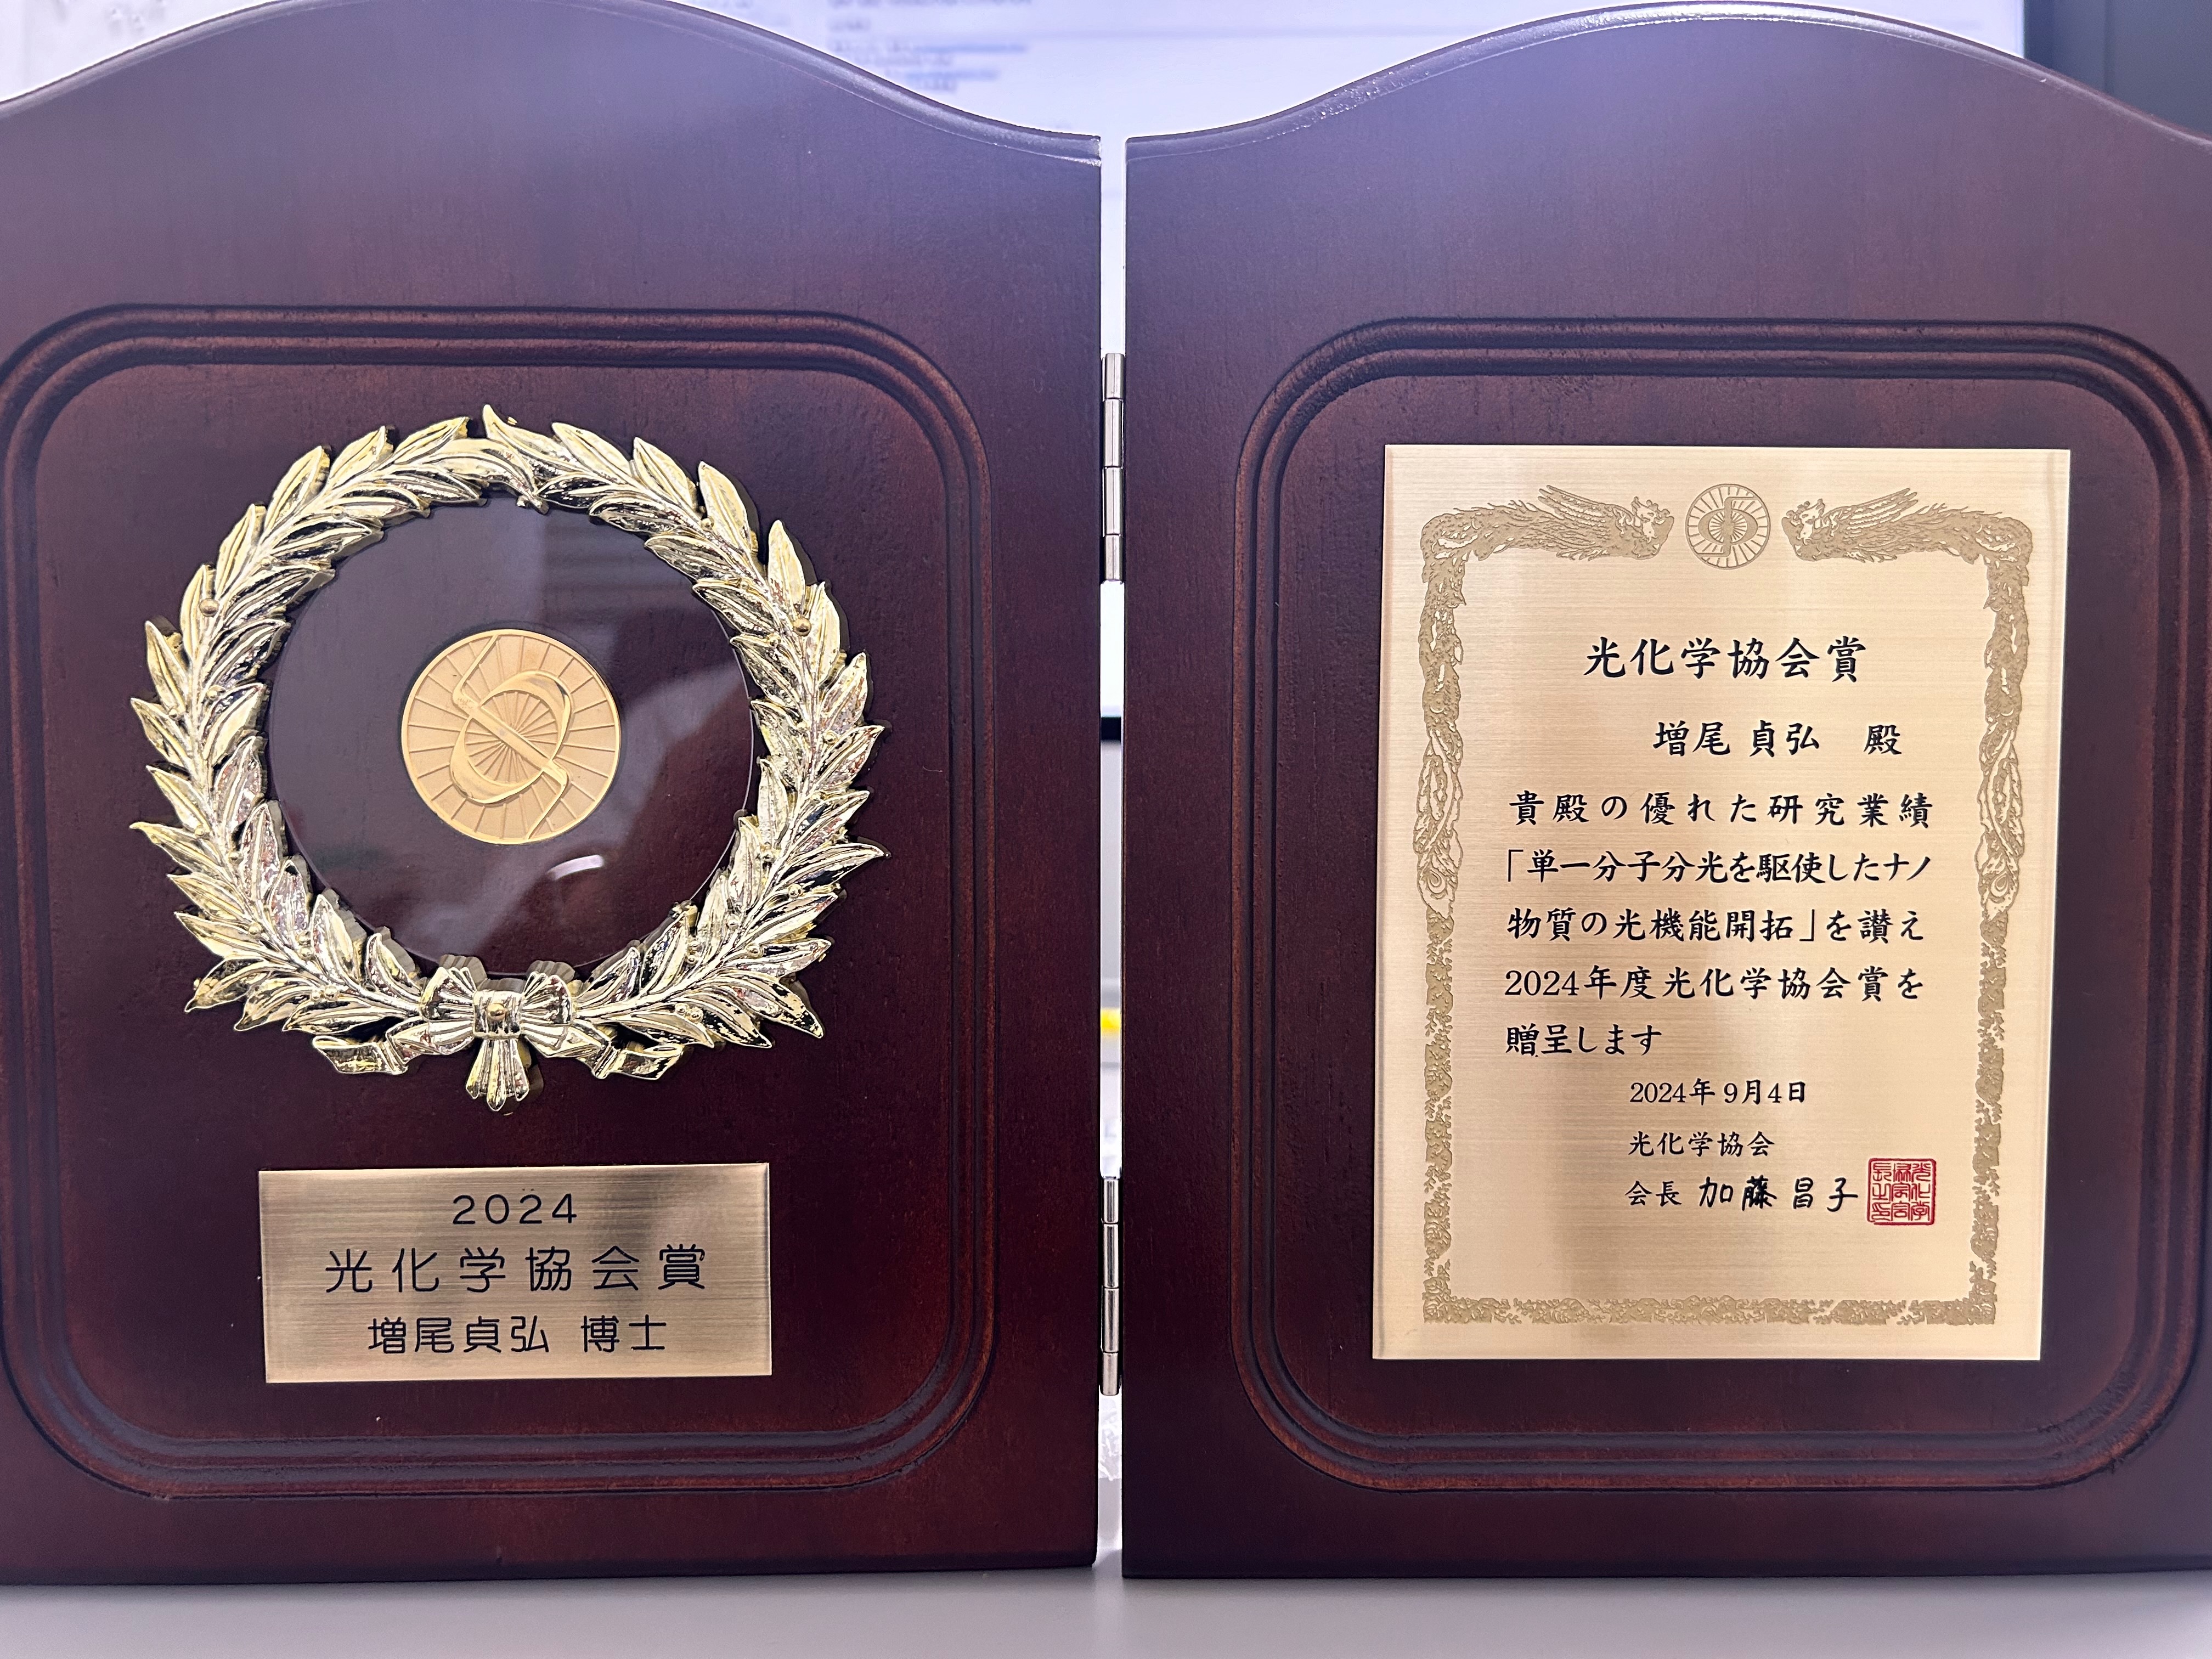 2024
光化学協会賞
増尾貞弘 博士
光化学協会賞
増尾 貞弘 殿
貴殿の優れた研究業績
「単一分子分光を駆使したナノ
物質の光機能開拓」を讃え
2024年度光化学協会賞を
贈呈します
2024年9月4日
光化学協会
会長 加藤 昌子